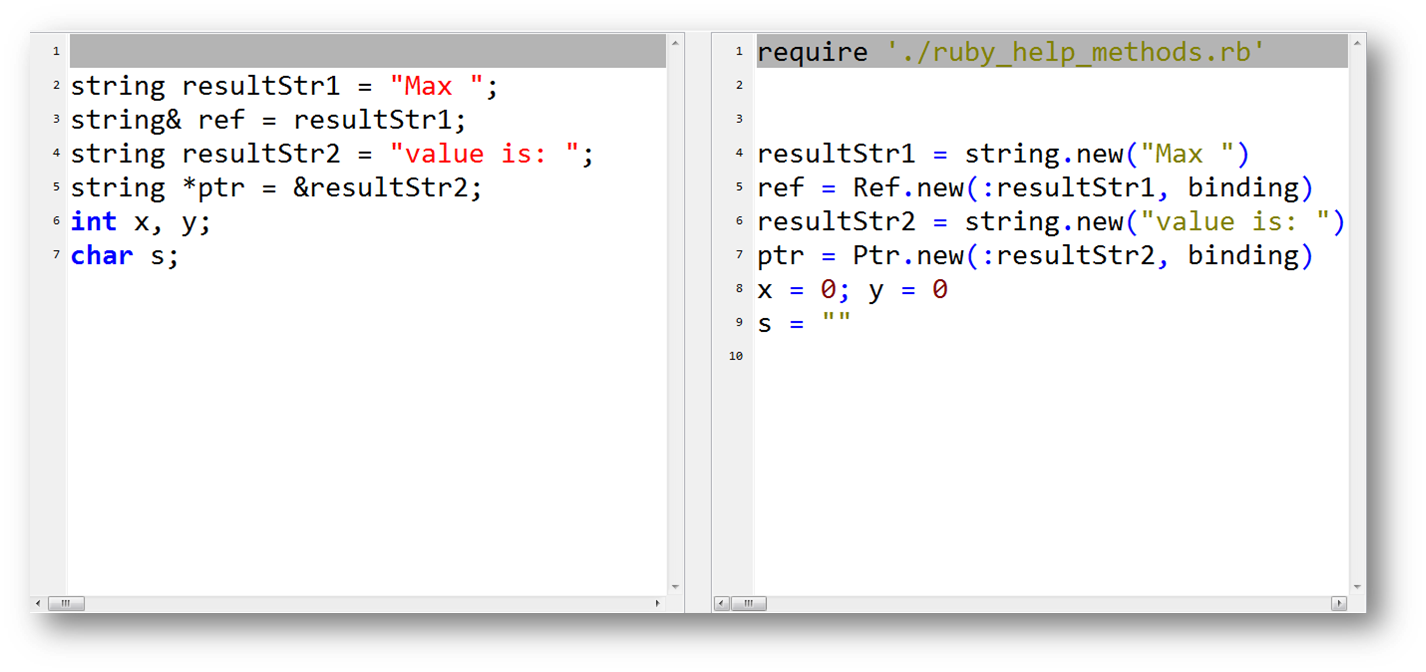 1
2 string resultStr1 = "Max ";
3 string& ref = resultStr1;
4 string resultStr2 = "value is: ";
5 string *ptr = &resultStr2;
6 int x, y;
7 char s;
1 require './ruby_help_methods.rb'
2
3
4 resultStr1 = string.new("Max ")
5 ref = Ref.new(:resultStr1, binding)
6 resultStr2 = string.new("value is: ")
7 ptr = Ptr.new(:resultStr2, binding)
8 x = 0; y = 0
9 s = ""
10